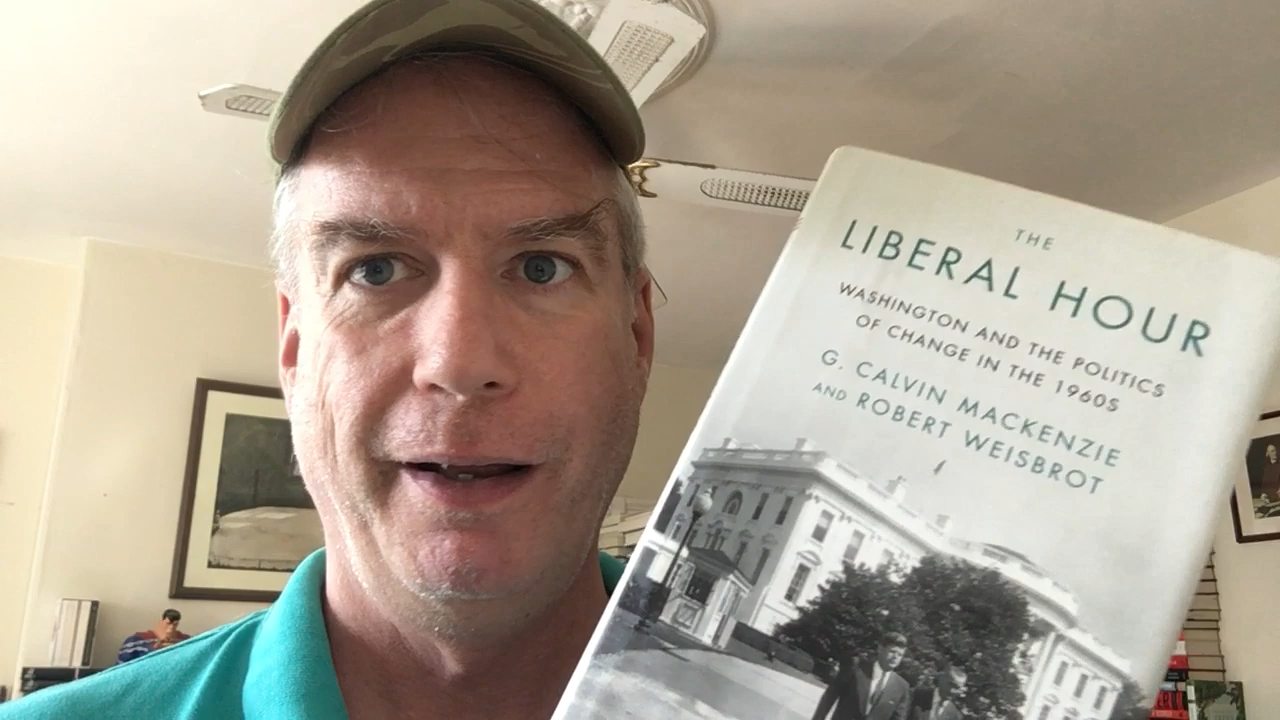 THE
LIBERAL HOUR
WASHINGTON AND THE POLITICS
OF CHANGE IN THE 1960S
G. CALVIN MACKENZIE
AND ROBERT WEISBROT